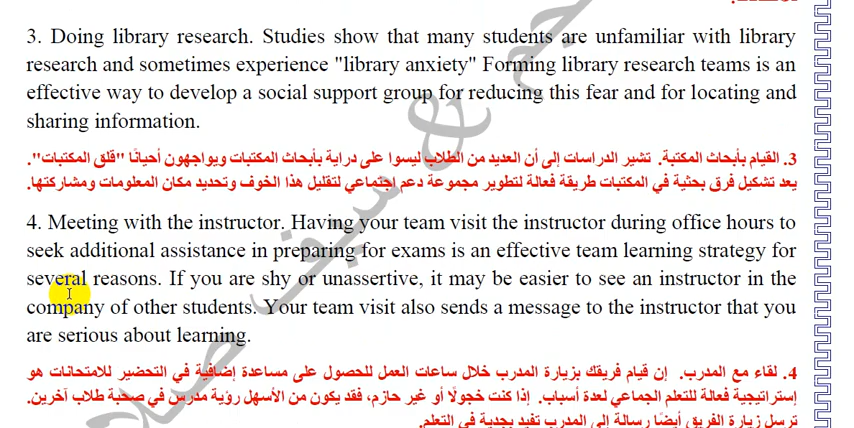 3. Doing library research. Studies show that many students are unfamiliar with library
research and sometimes experience "library anxiety" Forming library research teams is an
effective way to develop a social support group for reducing this fear and for locating and
sharing information.
3. القيام بأبحاث المكتبة. تشير الدراسات إلى أن العديد من الطلاب ليسوا على دراية بأبحاث المكتبات ويواجهون أحيانًا "قلق المكتبات".
يعد تشكيل فرق بحثية في المكتبات طريقة فعالة لتطوير مجموعة دعم اجتماعي لتقليل هذا الخوف وتحديد مكان المعلومات ومشاركتها.
4. Meeting with the instructor. Having your team visit the instructor during office hours to
seek additional assistance in preparing for exams is an effective team learning strategy for
several reasons. If you are shy or unassertive, it may be easier to see an instructor in the
company of other students. Your team visit also sends a message to the instructor that you
are serious about learning.
4. لقاء مع المدرب. إن قيام فريقك بزيارة المدرب خلال ساعات العمل للحصول على مساعدة إضافية في التحضير للامتحانات هو
إستراتيجية فعالة للتعلم الجماعي لعدة أسباب. إذا كنت خجولًا أو غير حازم، فقد يكون من الأسهل رؤية مدرس في صحبة طلاب آخرين.
ترسل زيارة الفريق أيضًا رسالة إلى المدرب تفيد بجدية في التعلم.